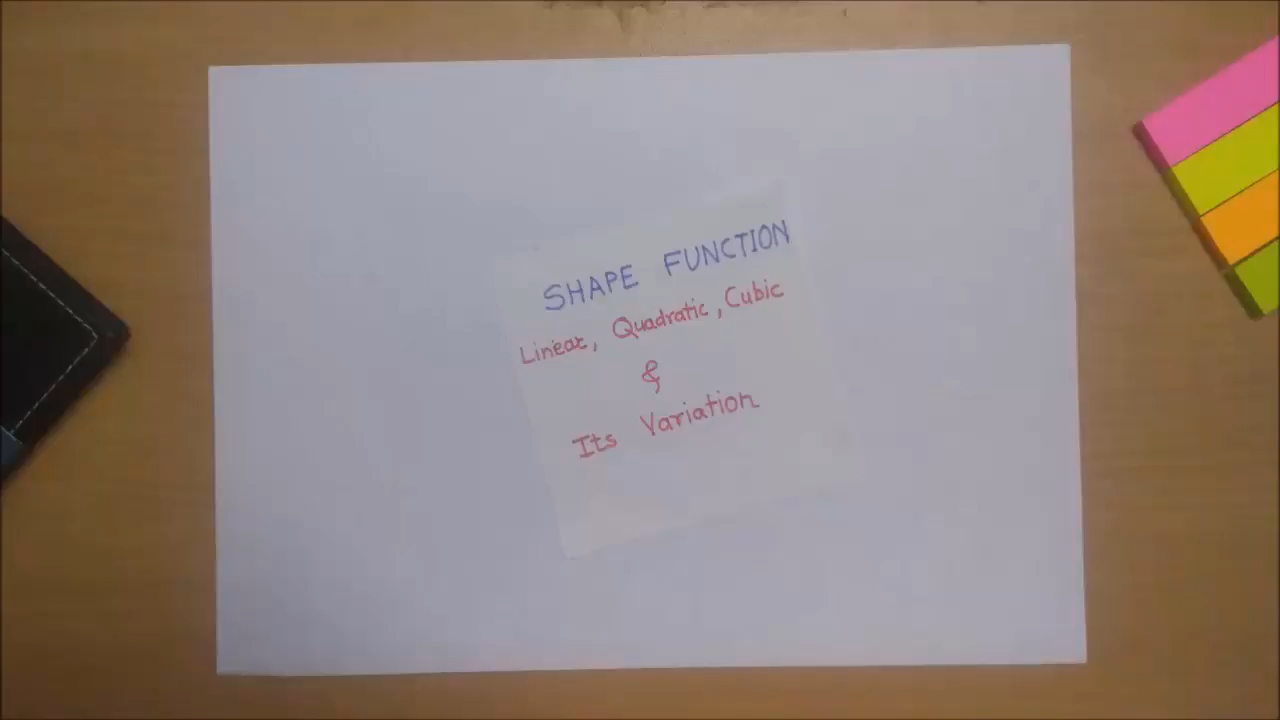 SHAPE FUNCTION
Linear, Quadratic, Cubic
&
Its Variation